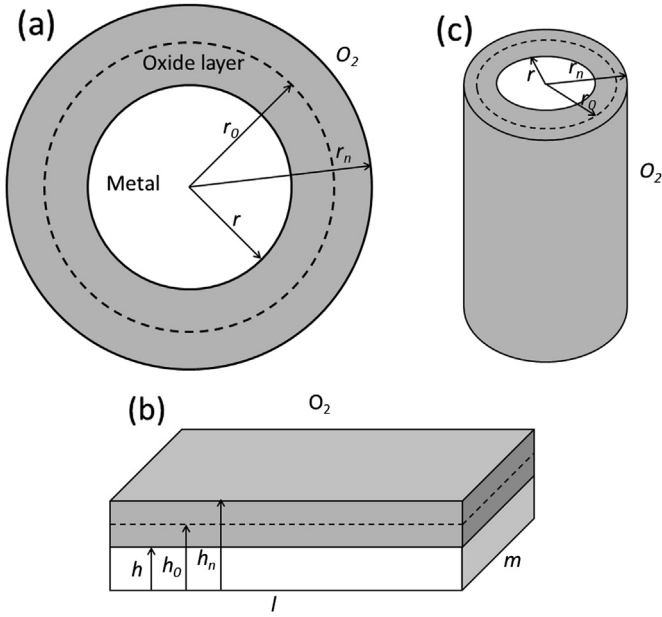 (a)
O₂
Oxide layer
r₀
rₙ
Metal
r
(c)
r
rₙ
r₀
O₂
(b)
O₂
h
h₀
hₙ
m
l